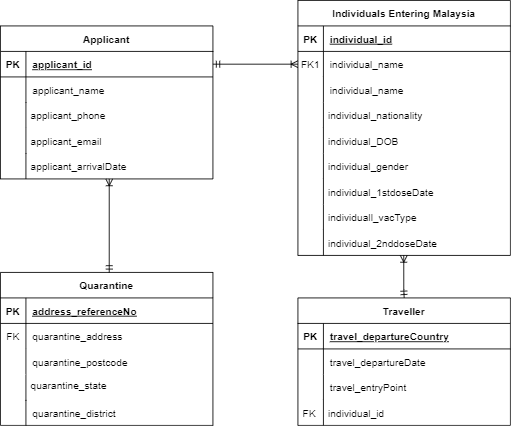 Applicant
PK applicant_id
applicant_name
applicant_phone
applicant_email
applicant_arrivalDate
Individuals Entering Malaysia
PK individual_id
FK1 individual_name
individual_name
individual_nationality
individual_DOB
individual_gender
individual_1stdoseDate
individuall_vacType
individual_2nddoseDate
Quarantine
PK address_referenceNo
FK quarantine_address
quarantine_postcode
quarantine_state
quarantine_district
Traveller
PK travel_departureCountry
travel_departureDate
travel_entryPoint
FK individual_id